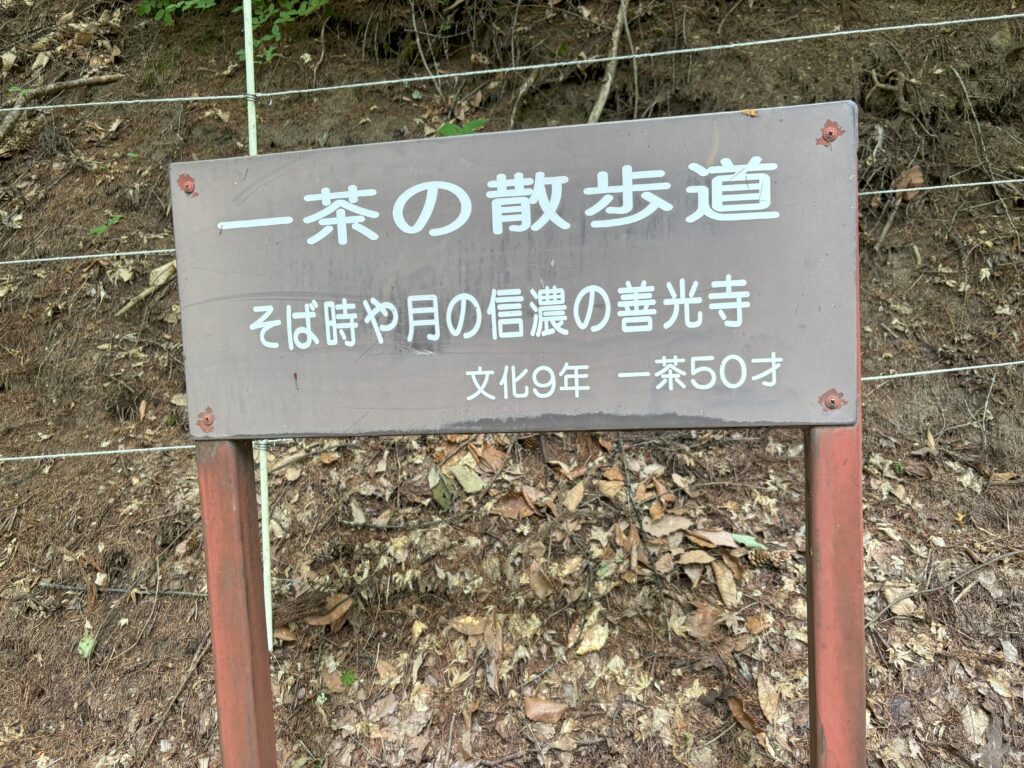 一茶の散歩道
そば時や月の信濃の善光寺
文化9年 一茶50才